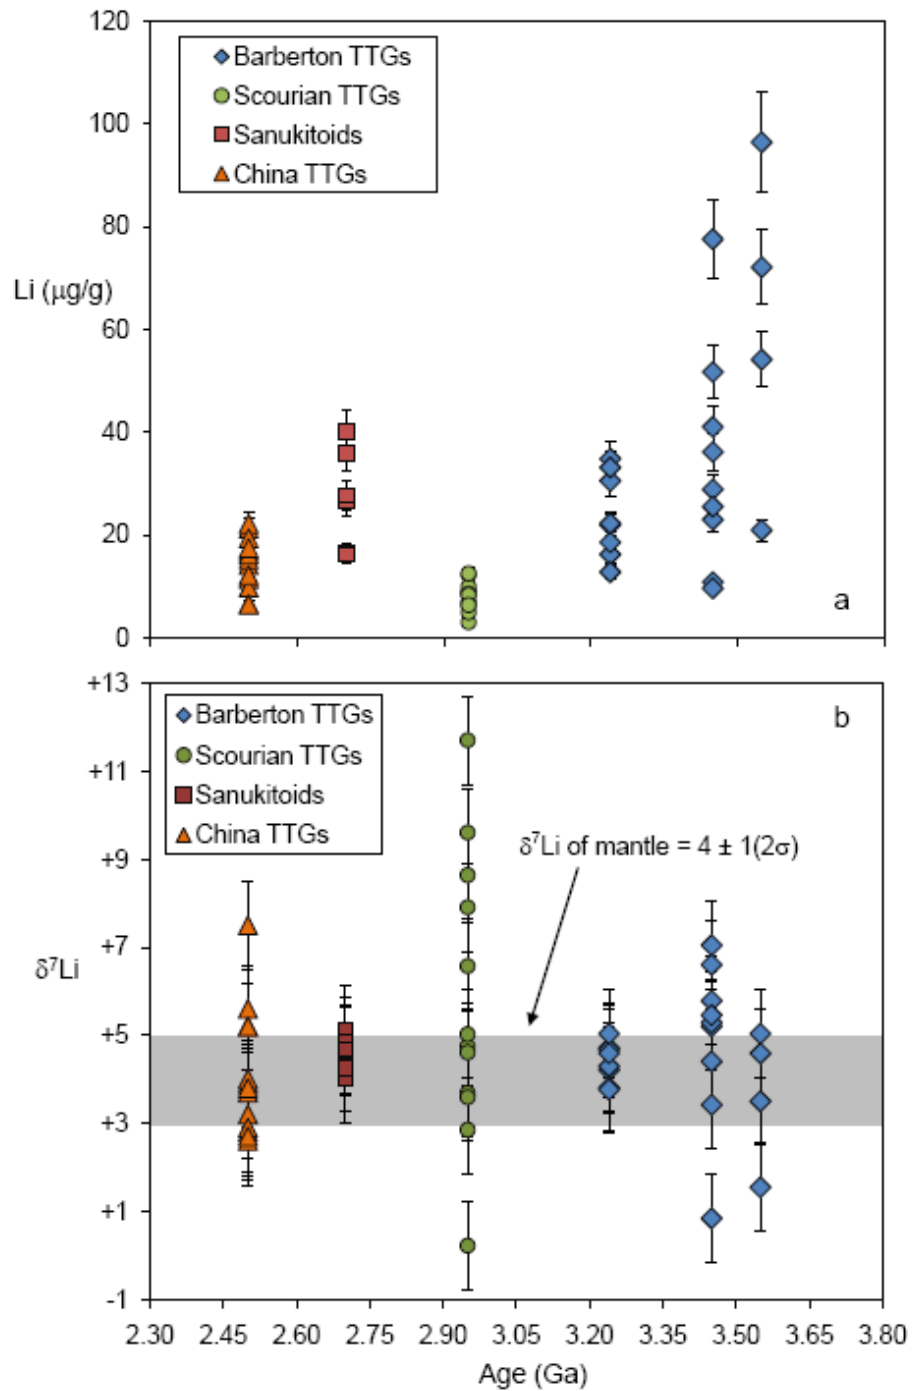 120
100
80
60
40
20
0
Li (μg/g)
Barberton TTGs
Scourian TTGs
Sanukitoids
China TTGs
a
+13
+11
+9
+7
+5
+3
+1
-1
δ⁷Li
Barberton TTGs
Scourian TTGs
Sanukitoids
China TTGs
b
δ⁷Li of mantle = 4 ± 1(2σ)
2.30 2.45 2.60 2.75 2.90 3.05 3.20 3.35 3.50 3.65 3.80
Age (Ga)